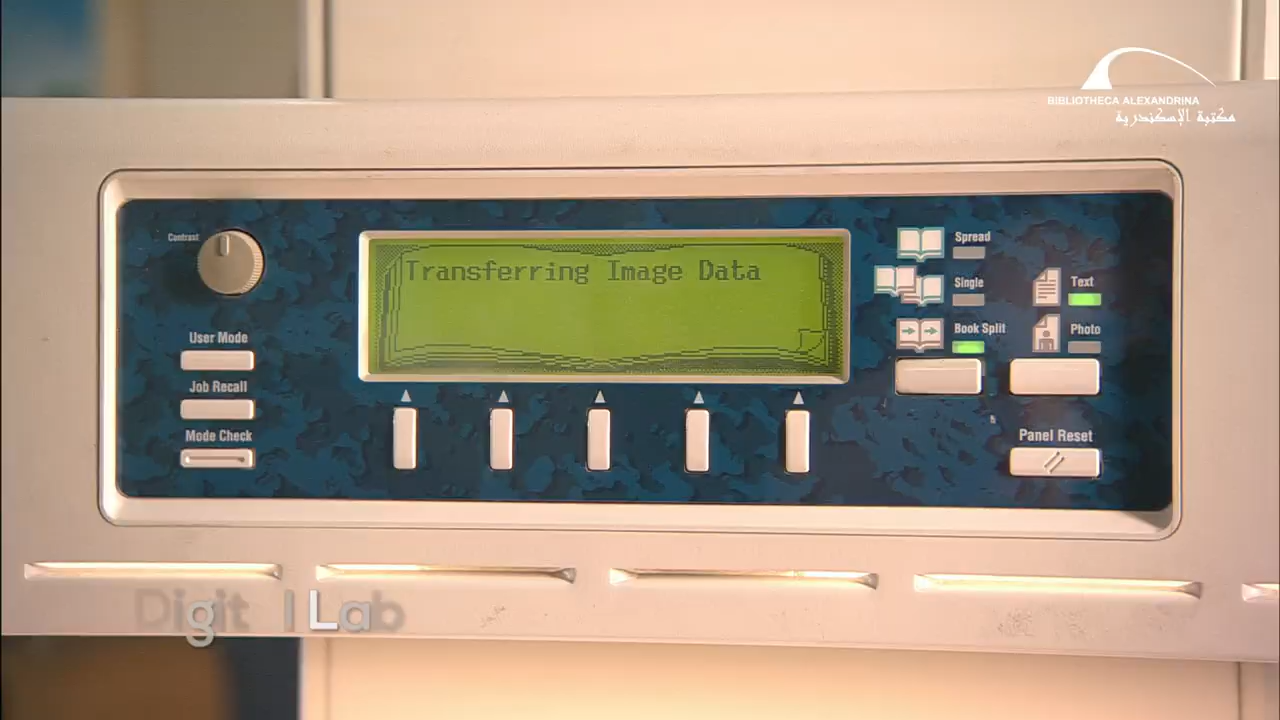 BIBLIOTHECA ALEXANDRINA
مكتبة الإسكندرية
Contrast
Transferring Image Data
Spread
Single
Text
User Mode
Book Split
Photo
Job Recall
Mode Check
Panel Reset
Digit l Lab